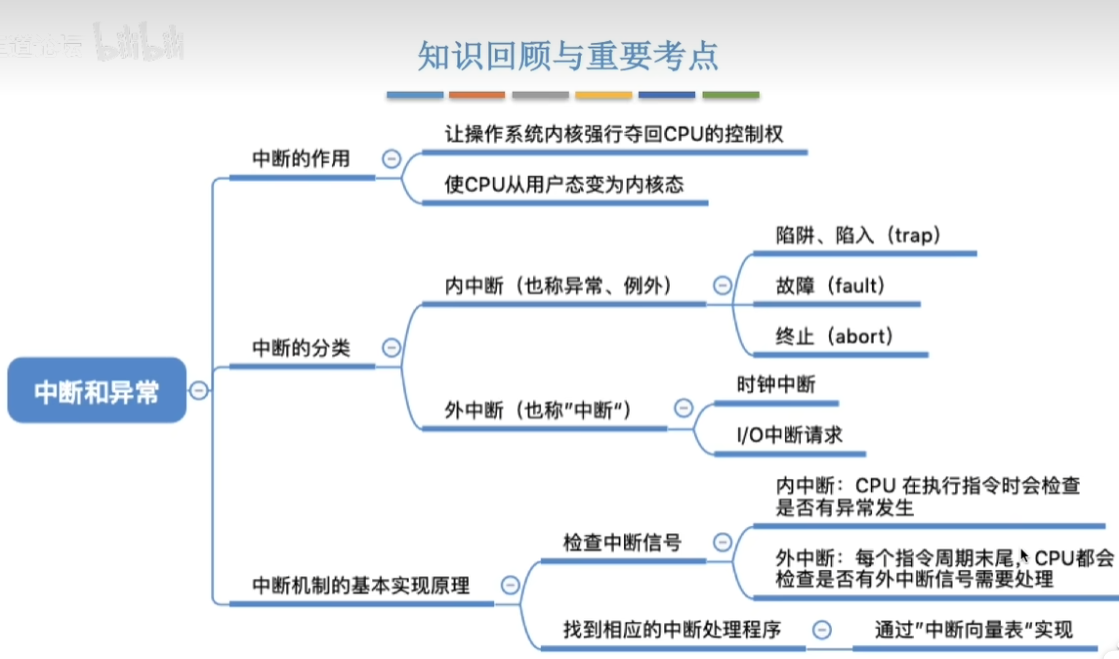 bilibili
知识回顾与重要考点
让操作系统内核强行夺回CPU的控制权
中断的作用
使CPU从用户态变为内核态
陷阱、陷入（trap）
内中断（也称异常、例外）
故障（fault）
终止（abort）
中断的分类
时钟中断
外中断（也称”中断“）
I/O中断请求
中断和异常
内中断：CPU 在执行指令时会检查
是否有异常发生
检查中断信号
外中断：每个指令周期末尾，CPU都会
检查是否有外中断信号需要处理
中断机制的基本实现原理
找到相应的中断处理程序
通过”中断向量表“实现